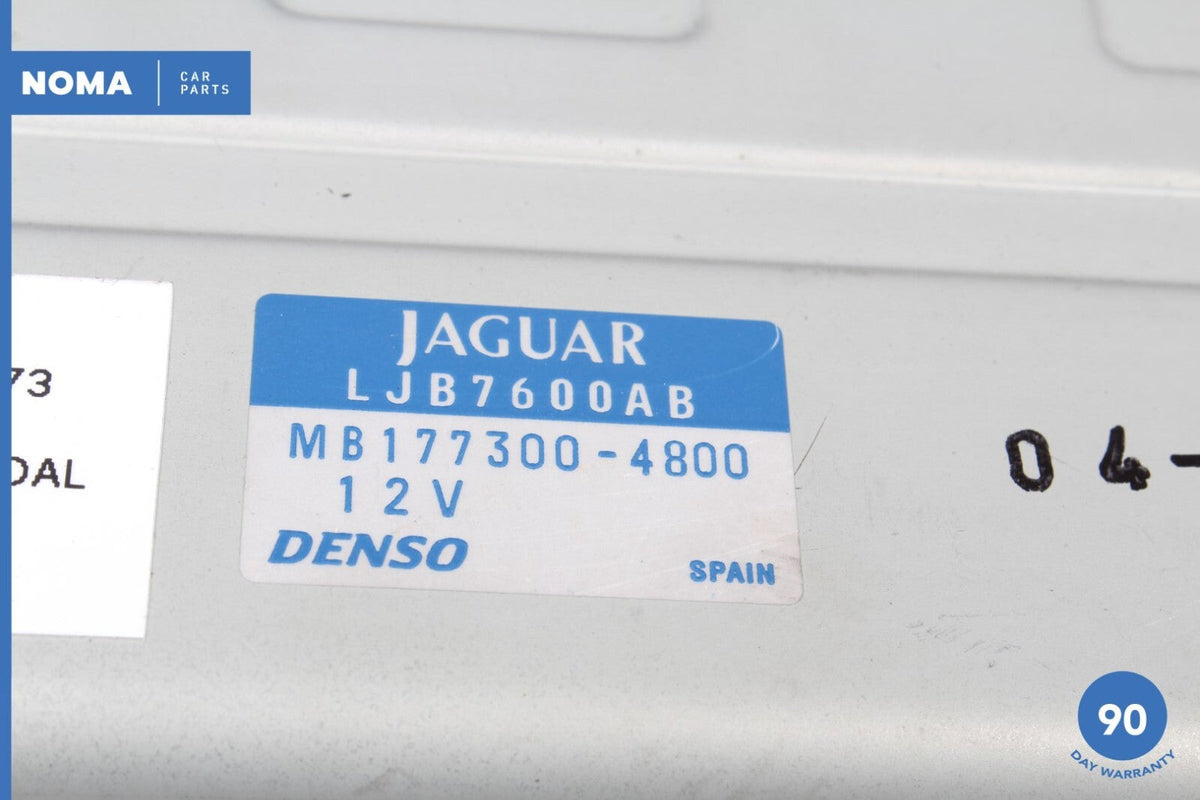 NOMA
CAR
PARTS
73
DAL
JAGUAR
LJB7600AB
MB177300-4800
12V
DENSO
SPAIN
04-
90
DAY WARRANTY